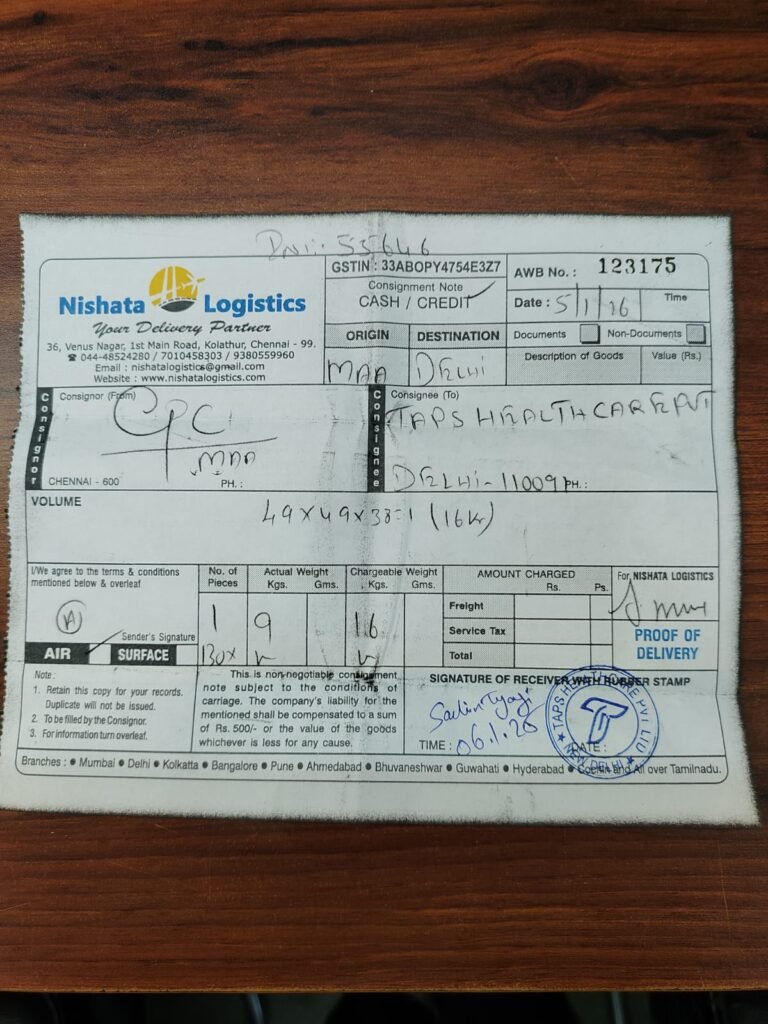 55646
Nishata Logistics
Your Delivery Partner
36, Venus Nagar, 1st Main Road, Kolathur, Chennai - 99.
☎ 044-48524280 / 7010458303 / 9380559960
Email : nishatalogistics@gmail.com
Website : www.nishatalogistics.com
GSTIN : 33ABOPY4754E3Z7
Consignment Note
CASH / CREDIT
AWB No. : 123175
Date : 5/1/26 Time
ORIGIN DESTINATION
MAA DELHI
Documents Non-Documents
Description of Goods Value (Rs.)
Consignor
Consignor (From)
CPC
MAA
CHENNAI - 600 PH. :
Consignee
Consignee (To)
TAPS HEALTHCARE PVT
DELHI-110091 PH. :
VOLUME
49x49x38=1 (16kg)
I/We agree to the terms & conditions
mentioned below & overleaf
A
Sender's Signature
AIR SURFACE
No. of Pieces
1
BOX
Actual Weight
Kgs. Gms.
9
Chargeable Weight
Kgs. Gms.
16
AMOUNT CHARGED
Rs. Ps.
Freight
Service Tax
Total
For NISHATA LOGISTICS
PROOF OF
DELIVERY
Note :
1. Retain this copy for your records.
Duplicate will not be issued.
2. To be filled by the Consignor.
3. For information turn overleaf.
This is non-negotiable consignment
note subject to the conditions of
carriage. The company's liability for
the mentioned shall be compensated to a sum
of Rs. 500/- or the value of the goods
whichever is less for any cause.
SIGNATURE OF RECEIVER WITH RUBBER STAMP
Sachin Tyagi
TIME : 06.1.26 DATE :
TAPS HEALTHCARE PVT LTD
NEW DELHI
Branches : ● Mumbai ● Delhi ● Kolkatta ● Bangalore ● Pune ● Ahmedabad ● Bhuvaneshwar ● Guwahati ● Hyderabad ● Cochin and All over Tamilnadu.